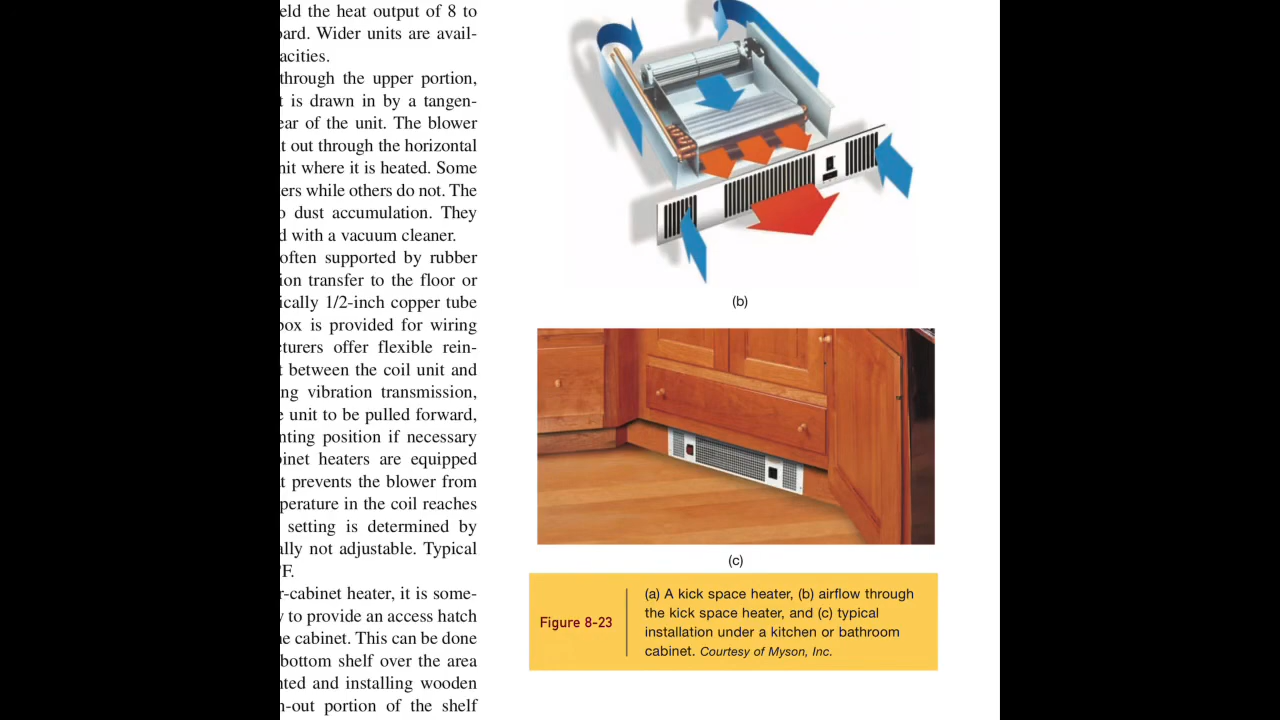 eld the heat output of 8 to
oard. Wider units are avail-
acities.
through the upper portion,
t is drawn in by a tangen-
ear of the unit. The blower
t out through the horizontal
nit where it is heated. Some
ers while others do not. The
o dust accumulation. They
d with a vacuum cleaner.
often supported by rubber
ion transfer to the floor or
ically 1/2-inch copper tube
box is provided for wiring
cturers offer flexible rein-
t between the coil unit and
ng vibration transmission,
e unit to be pulled forward,
nting position if necessary
binet heaters are equipped
t prevents the blower from
perature in the coil reaches
setting is determined by
ally not adjustable. Typical
°F.
r-cabinet heater, it is some-
y to provide an access hatch
ne cabinet. This can be done
bottom shelf over the area
nted and installing wooden
n-out portion of the shelf
(b)
(c)
Figure 8-23
(a) A kick space heater, (b) airflow through
the kick space heater, and (c) typical
installation under a kitchen or bathroom
cabinet. Courtesy of Myson, Inc.